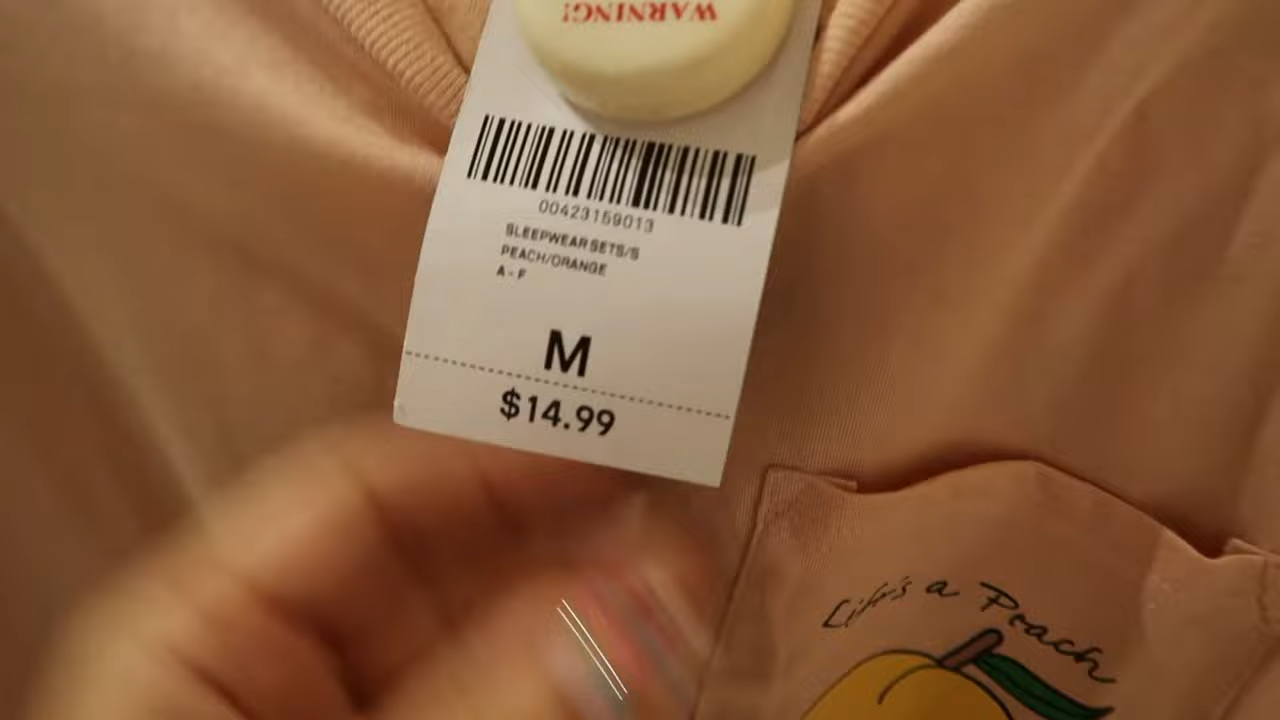 WARNING!
00423159013
SLEEPWEAR SETS/S
PEACH/ORANGE
A - F
M
$14.99
Life's a Peach